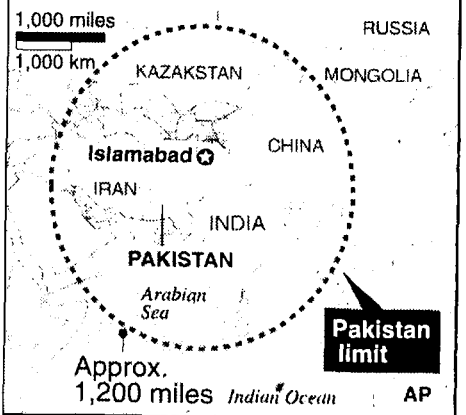 1,000 miles
1,000 km
RUSSIA
KAZAKSTAN
MONGOLIA
Islamabad
CHINA
IRAN
INDIA
PAKISTAN
Arabian
Sea
Pakistan
limit
Approx.
1,200 miles
Indian Ocean
AP